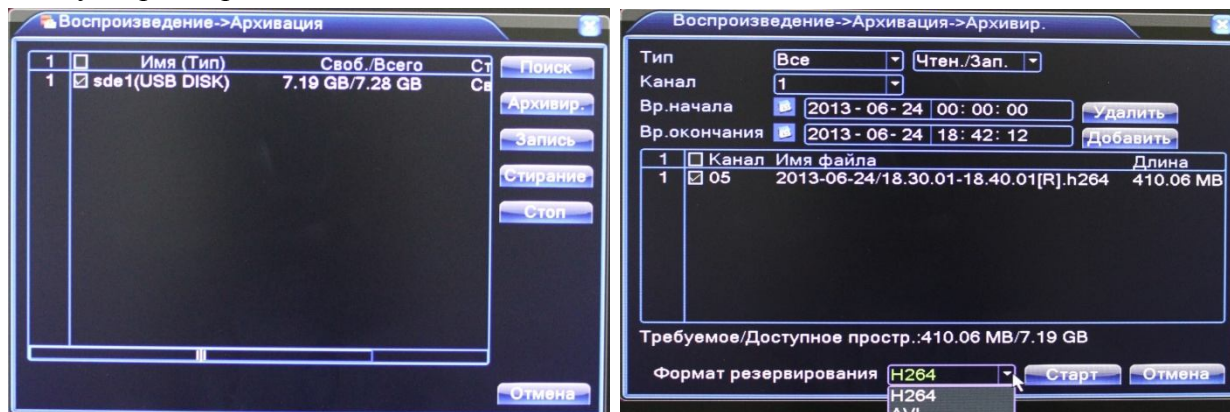 Воспроизведение->Архивация
1 Имя (Тип) Своб./Всего Ст
1 sde1(USB DISK) 7.19 GB/7.28 GB Св
Поиск
Архивир.
Запись
Стирание
Стоп
Отмена
Воспроизведение->Архивация->Архивир.
Тип Все Чтен./Зап.
Канал 1
Вр.начала 2013-06-24 00:00:00 Удалить
Вр.окончания 2013-06-24 18:42:12 Добавить
1 Канал Имя файла Длина
1 05 2013-06-24/18.30.01-18.40.01[R].h264 410.06 MB
Требуемое/Доступное простр.:410.06 MB/7.19 GB
Формат резервирования H264 Старт Отмена
H264
AVI